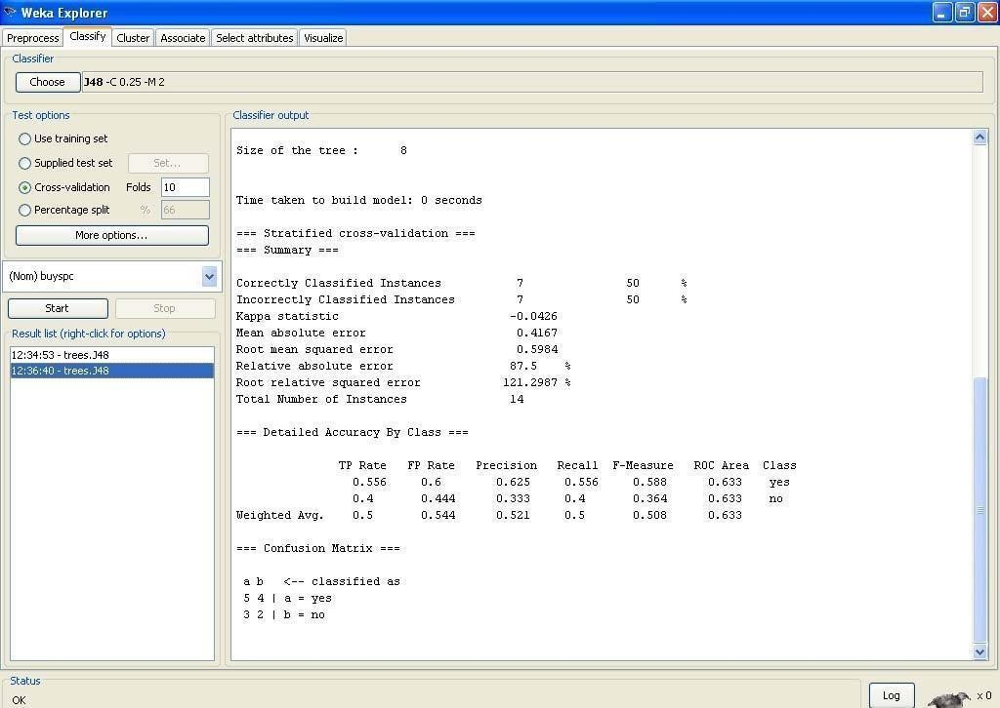 Weka Explorer
Preprocess Classify Cluster Associate Select attributes Visualize
Classifier
Choose J48 -C 0.25 -M 2
Test options
Use training set
Supplied test set Set...
Cross-validation Folds 10
Percentage split % 66
More options...
(Nom) buyspc
Start Stop
Result list (right-click for options)
12:34:53 - trees.J48
12:36:40 - trees.J48
Classifier output
Size of the tree : 8
Time taken to build model: 0 seconds
=== Stratified cross-validation ===
=== Summary ===
Correctly Classified Instances 7 50 %
Incorrectly Classified Instances 7 50 %
Kappa statistic -0.0426
Mean absolute error 0.4167
Root mean squared error 0.5984
Relative absolute error 87.5 %
Root relative squared error 121.2987 %
Total Number of Instances 14
=== Detailed Accuracy By Class ===
TP Rate FP Rate Precision Recall F-Measure ROC Area Class
0.556 0.6 0.625 0.556 0.588 0.633 yes
0.4 0.444 0.333 0.4 0.364 0.633 no
Weighted Avg. 0.5 0.544 0.521 0.5 0.508 0.633
=== Confusion Matrix ===
a b <-- classified as
5 4 | a = yes
3 2 | b = no
Status
OK
Log x 0